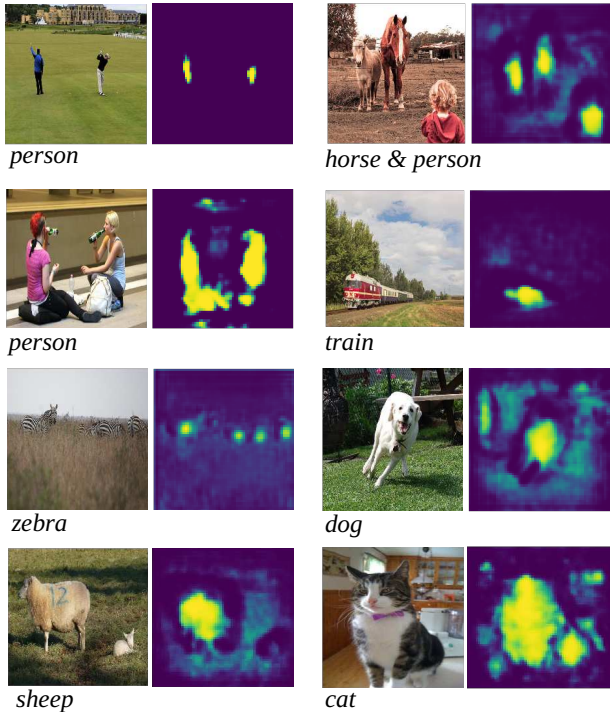 person
horse & person
person
train
zebra
dog
12
sheep
cat